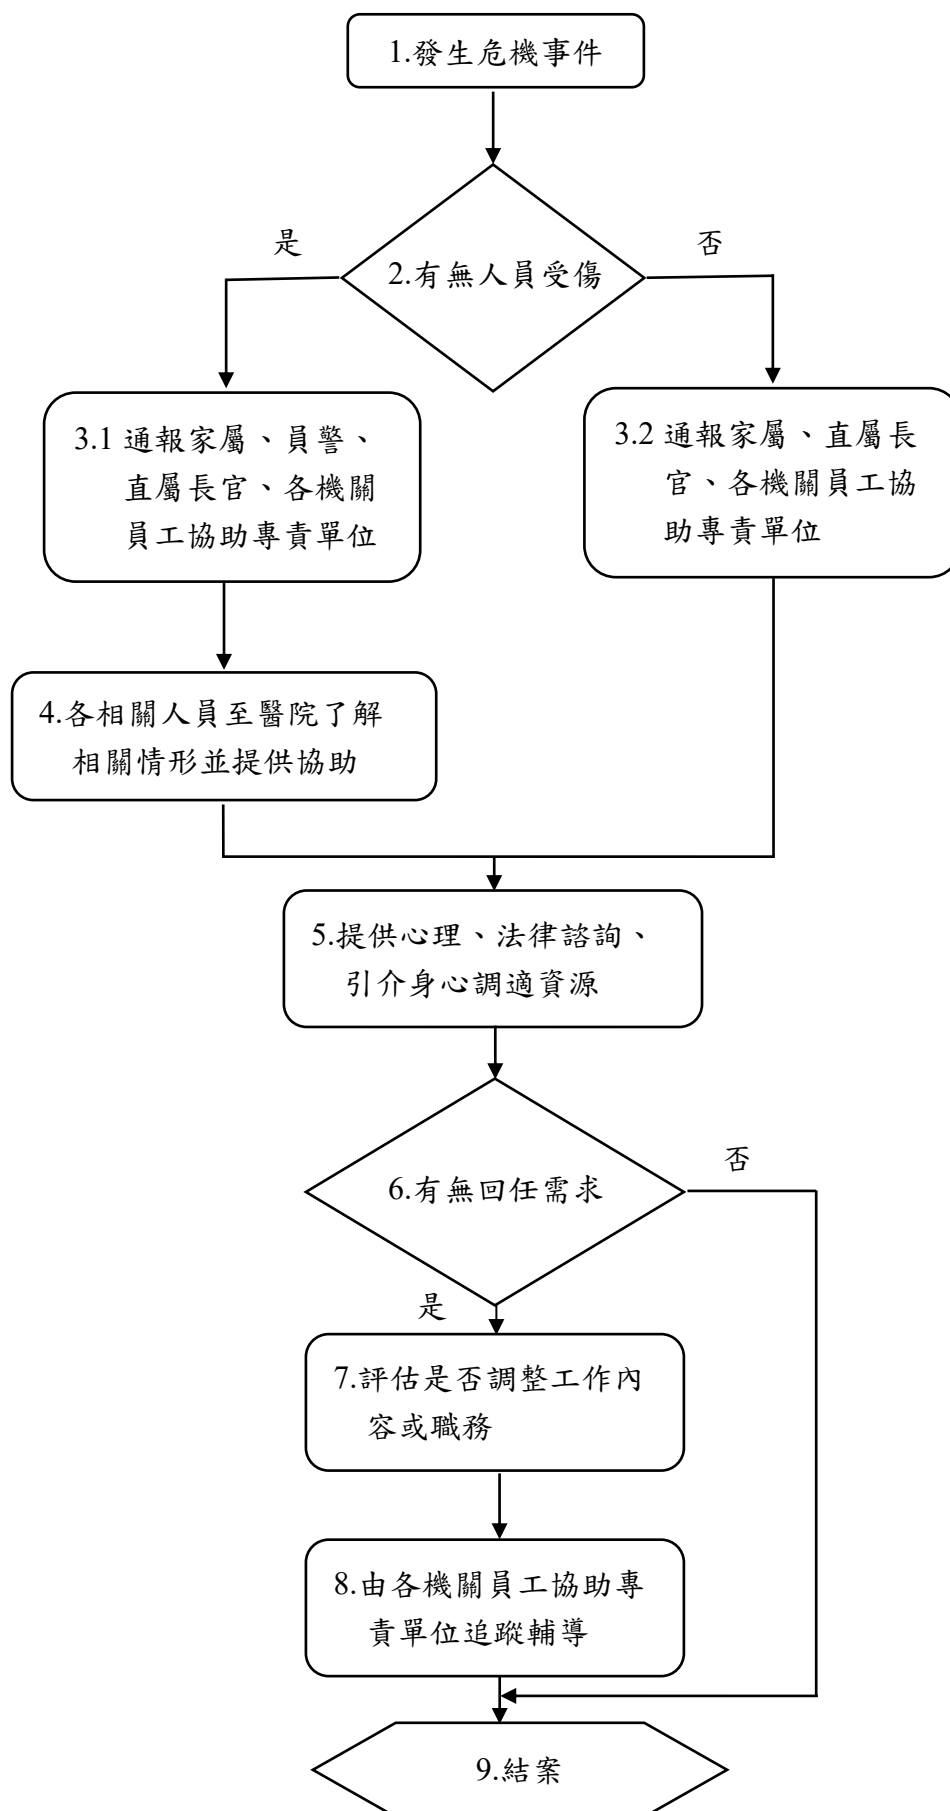 1.發生危機事件
是
否
2.有無人員受傷
3.1 通報家屬、員警、
直屬長官、各機關
員工協助專責單位
3.2 通報家屬、直屬長
官、各機關員工協
助專責單位
4.各相關人員至醫院了解
相關情形並提供協助
5.提供心理、法律諮詢、
引介身心調適資源
否
6.有無回任需求
是
7.評估是否調整工作內
容或職務
8.由各機關員工協助專
責單位追蹤輔導
9.結案